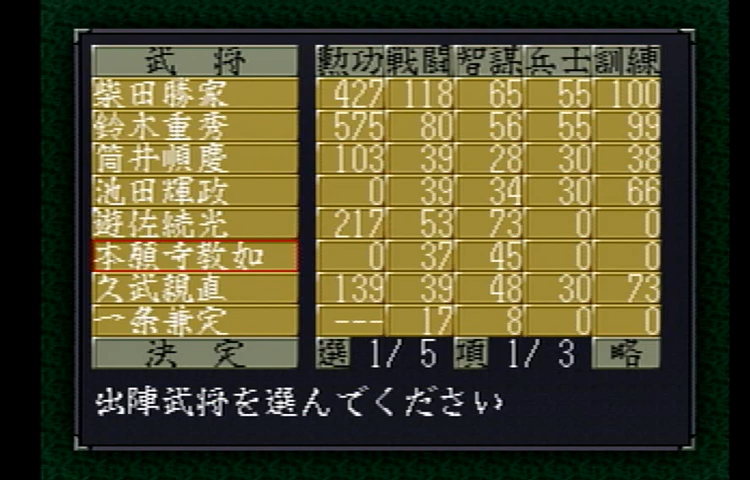 武将 勲功 戦闘 智謀 兵士 訓練
柴田勝家 427 118 65 55 100
鈴木重秀 575 80 56 55 99
筒井順慶 103 39 28 30 38
池田輝政 0 39 34 30 66
遊佐続光 217 53 73 0 0
本願寺教如 0 37 45 0 0
久武親直 139 39 48 30 73
一条兼定 --- 17 8 0 0
決定 選 1/ 5 項 1/ 3 略
出陣武将を選んでください